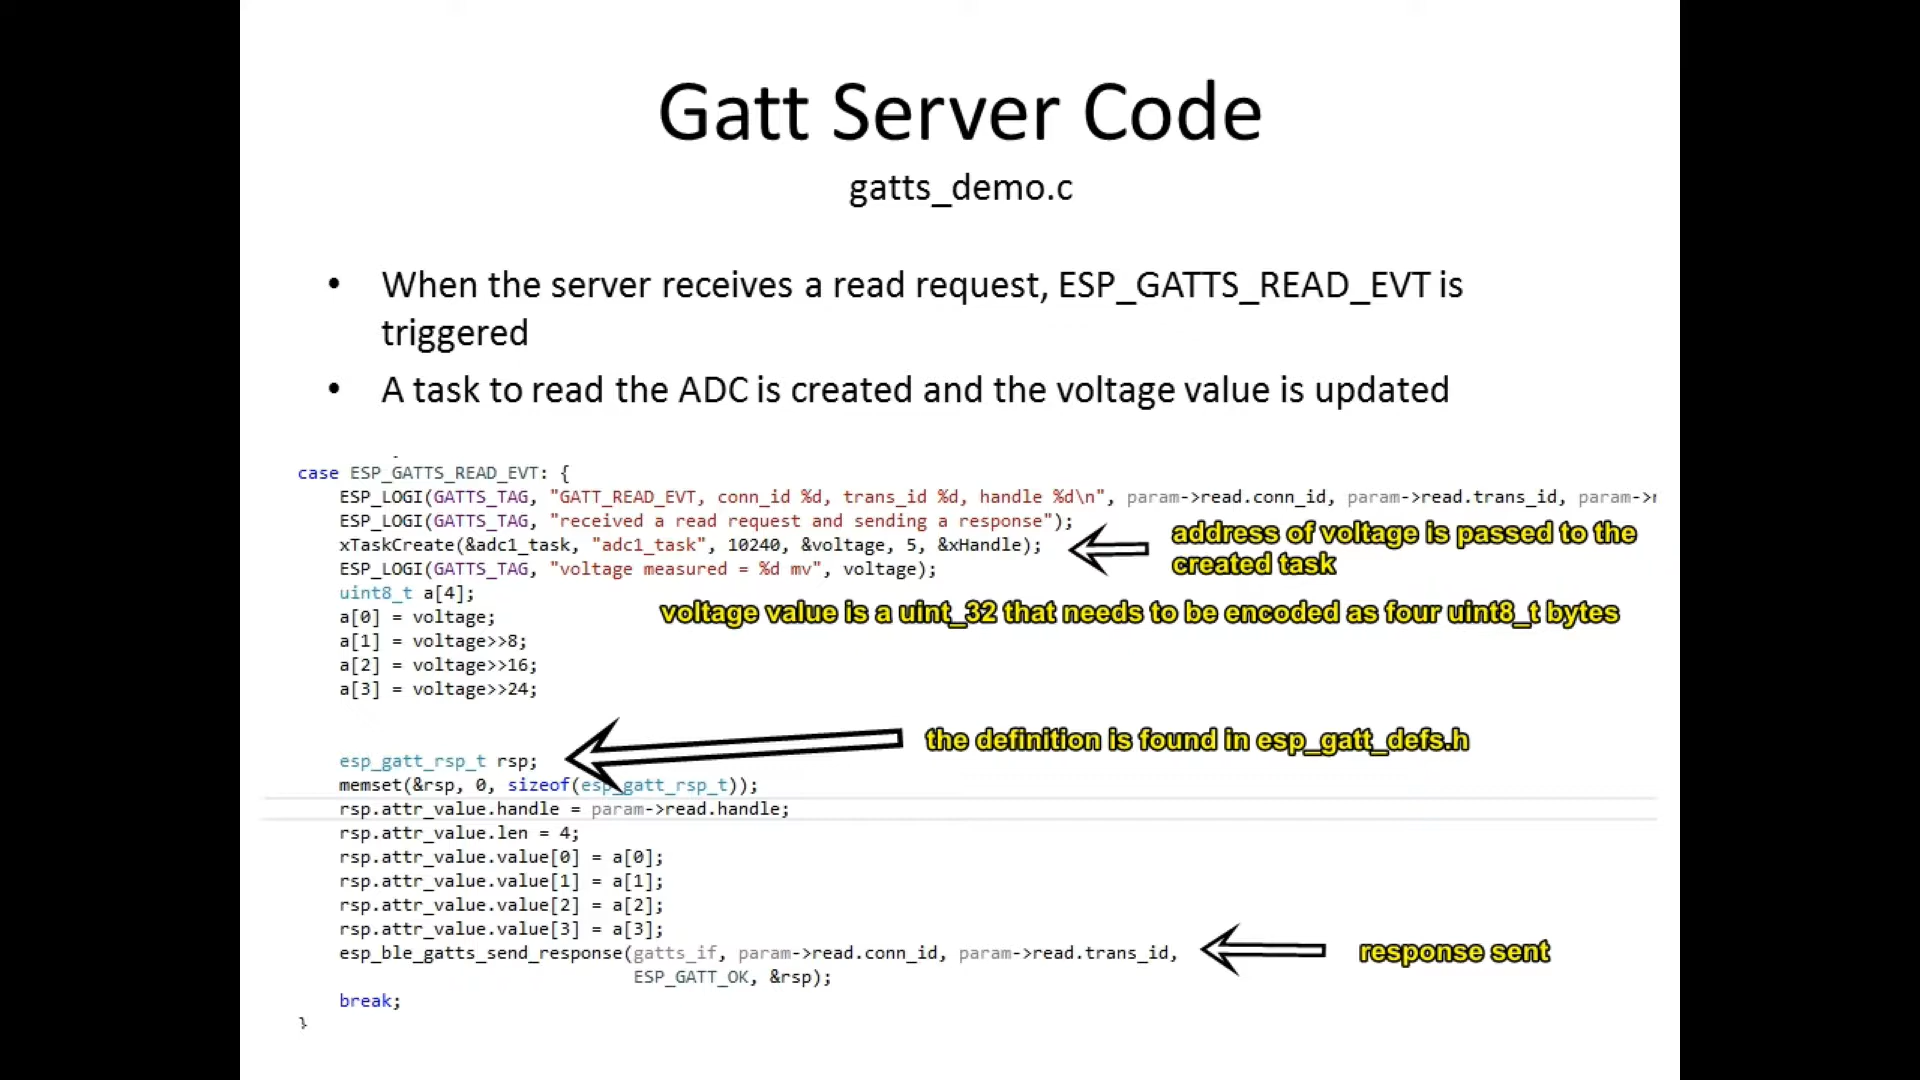 Gatt Server Code
gatts_demo.c
• When the server receives a read request, ESP_GATTS_READ_EVT is
triggered
• A task to read the ADC is created and the voltage value is updated
case ESP_GATTS_READ_EVT: {
ESP_LOGI(GATTS_TAG, "GATT_READ_EVT, conn_id %d, trans_id %d, handle %d\n", param->read.conn_id, param->read.trans_id, param->r
ESP_LOGI(GATTS_TAG, "received a read request and sending a response");
xTaskCreate(&adc1_task, "adc1_task", 10240, &voltage, 5, &xHandle);
address of voltage is passed to the
created task
ESP_LOGI(GATTS_TAG, "voltage measured = %d mv", voltage);
uint8_t a[4];
a[0] = voltage;
voltage value is a uint_32 that needs to be encoded as four uint8_t bytes
a[1] = voltage>>8;
a[2] = voltage>>16;
a[3] = voltage>>24;
the definition is found in esp_gatt_defs.h
esp_gatt_rsp_t rsp;
memset(&rsp, 0, sizeof(esp_gatt_rsp_t));
rsp.attr_value.handle = param->read.handle;
rsp.attr_value.len = 4;
rsp.attr_value.value[0] = a[0];
rsp.attr_value.value[1] = a[1];
rsp.attr_value.value[2] = a[2];
rsp.attr_value.value[3] = a[3];
esp_ble_gatts_send_response(gatts_if, param->read.conn_id, param->read.trans_id,
response sent
ESP_GATT_OK, &rsp);
break;
}